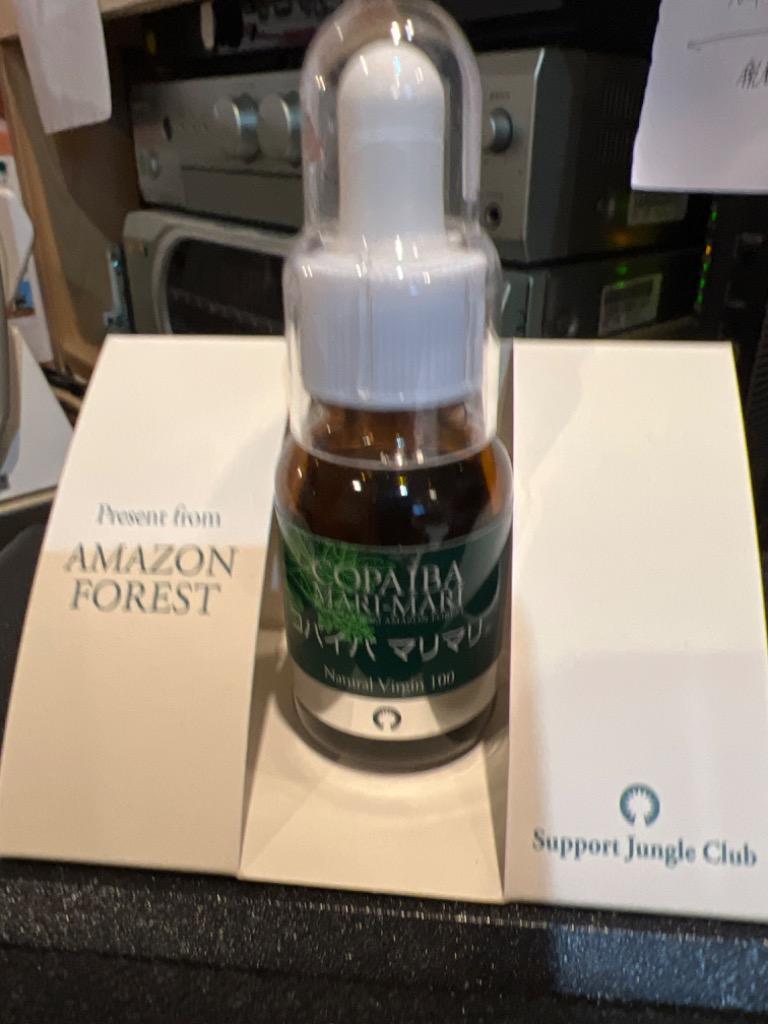 Present from
AMAZON
FOREST
COPAIBA
MARI-MARI
コパイバ マリマリ
Natural Virgin 100
Support Jungle Club